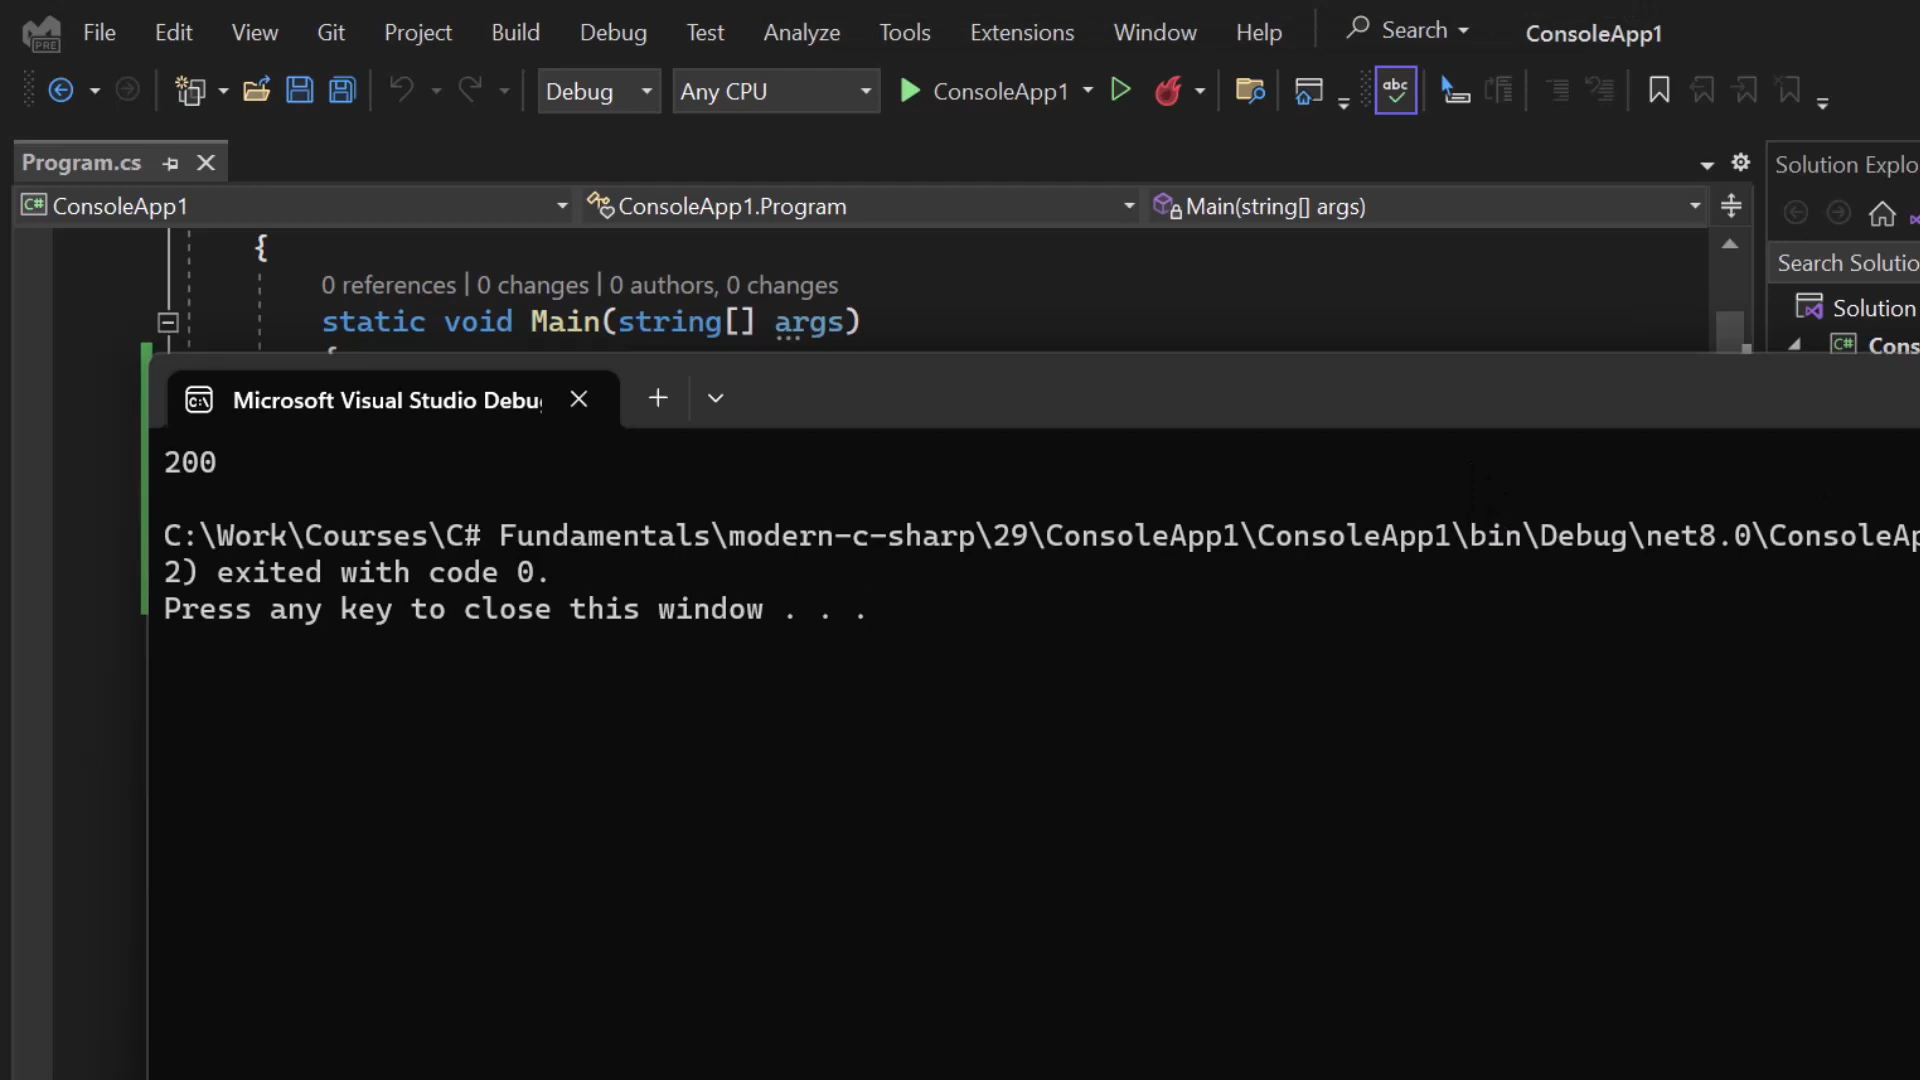 File Edit View Git Project Build Debug Test Analyze Tools Extensions Window Help Search ConsoleApp1
PRE
Debug Any CPU ConsoleApp1 abc
Program.cs
Solution Explo
C# ConsoleApp1 ConsoleApp1.Program Main(string[] args)
{
0 references | 0 changes | 0 authors, 0 changes
static void Main(string[] args)
Search Solutio
Solution
C# Cons
Microsoft Visual Studio Debu
200
C:\Work\Courses\C# Fundamentals\modern-c-sharp\29\ConsoleApp1\ConsoleApp1\bin\Debug\net8.0\ConsoleAp
2) exited with code 0.
Press any key to close this window . . .